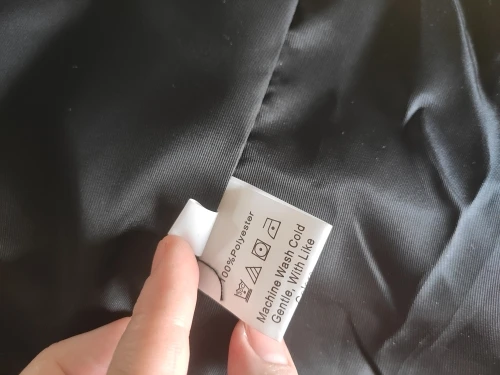 100%Polyester
Machine Wash Cold
Gentle, With Like